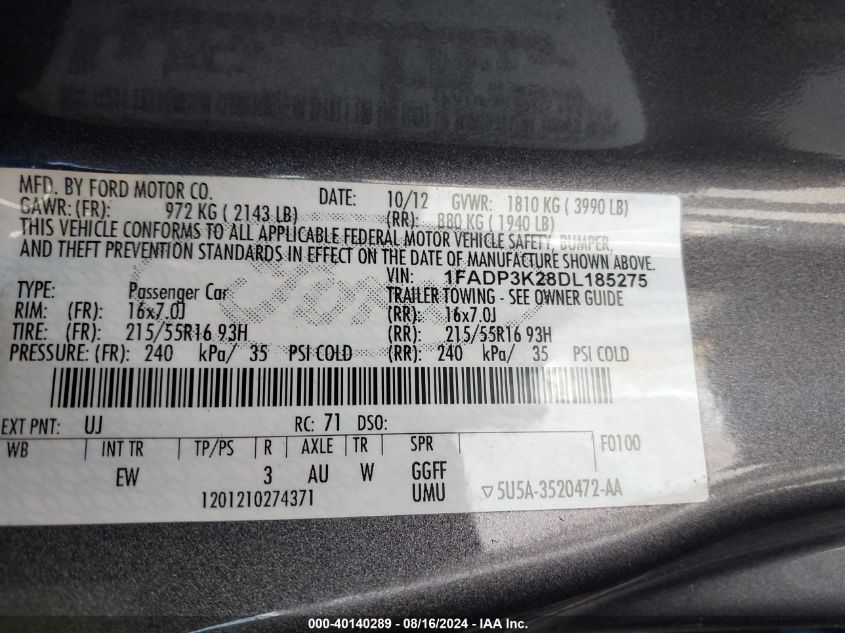 MFD. BY FORD MOTOR CO. DATE: 10/12 GVWR: 1810 KG ( 3990 LB)
GAWR: (FR): 972 KG ( 2143 LB) (RR): 880 KG ( 1940 LB)
THIS VEHICLE CONFORMS TO ALL APPLICABLE FEDERAL MOTOR VEHICLE SAFETY, BUMPER,
AND THEFT PREVENTION STANDARDS IN EFFECT ON THE DATE OF MANUFACTURE SHOWN ABOVE.
VIN: 1FADP3K28DL185275
TYPE: Passenger Car TRAILER TOWING - SEE OWNER GUIDE
RIM: (FR): 16x7.0J (RR): 16x7.0J
TIRE: (FR): 215/55R16 93H (RR): 215/55R16 93H
PRESSURE: (FR): 240 kPa/ 35 PSI COLD (RR): 240 kPa/ 35 PSI COLD
EXT PNT: UJ RC: 71 DSO:
WB INT TR TP/PS R AXLE TR SPR F0100
EW 3 AU W GGFF
1201210274371 UMU ▽5U5A-3520472-AA
000-40140289 - 08/16/2024 - IAA Inc.